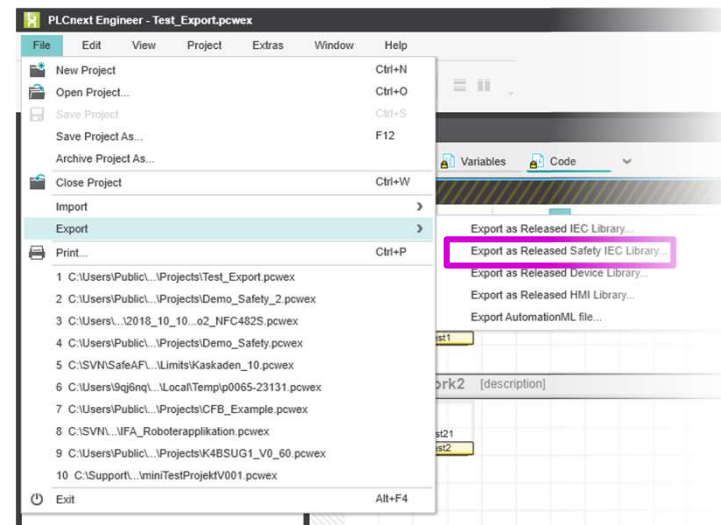 PLCnext Engineer - Test_Export.pcwex
File Edit View Project Extras Window Help
New Project Ctrl+N
Open Project... Ctrl+O
Save Project Ctrl+S
Save Project As... F12
Archive Project As...
Close Project Ctrl+W
Import
Export
Print... Ctrl+P
1 C:\Users\Public\...\Projects\Test_Export.pcwex
2 C:\Users\Public\...\Projects\Demo_Safety_2.pcwex
3 C:\Users\...\2018_10_10...o2_NFC482S.pcwex
4 C:\Users\Public\...\Projects\Demo_Safety.pcwex
5 C:\SVN\SafeAF\...\Limits\Kaskaden_10.pcwex
6 C:\Users\9qj6nq\...\Local\Temp\p0065-23131.pcwex
7 C:\Users\Public\...\Projects\CFB_Example.pcwex
8 C:\SVN\...\IFA_Roboterapplikation.pcwex
9 C:\Users\Public\...\Projects\K4BSUG1_V0_60.pcwex
10 C:\Support\...\miniTestProjektV001.pcwex
Exit Alt+F4
Variables Code
Export as Released IEC Library...
Export as Released Safety IEC Library...
Export as Released Device Library...
Export as Released HMI Library...
Export AutomationML file...
est1
ork2 [description]
st21
est2